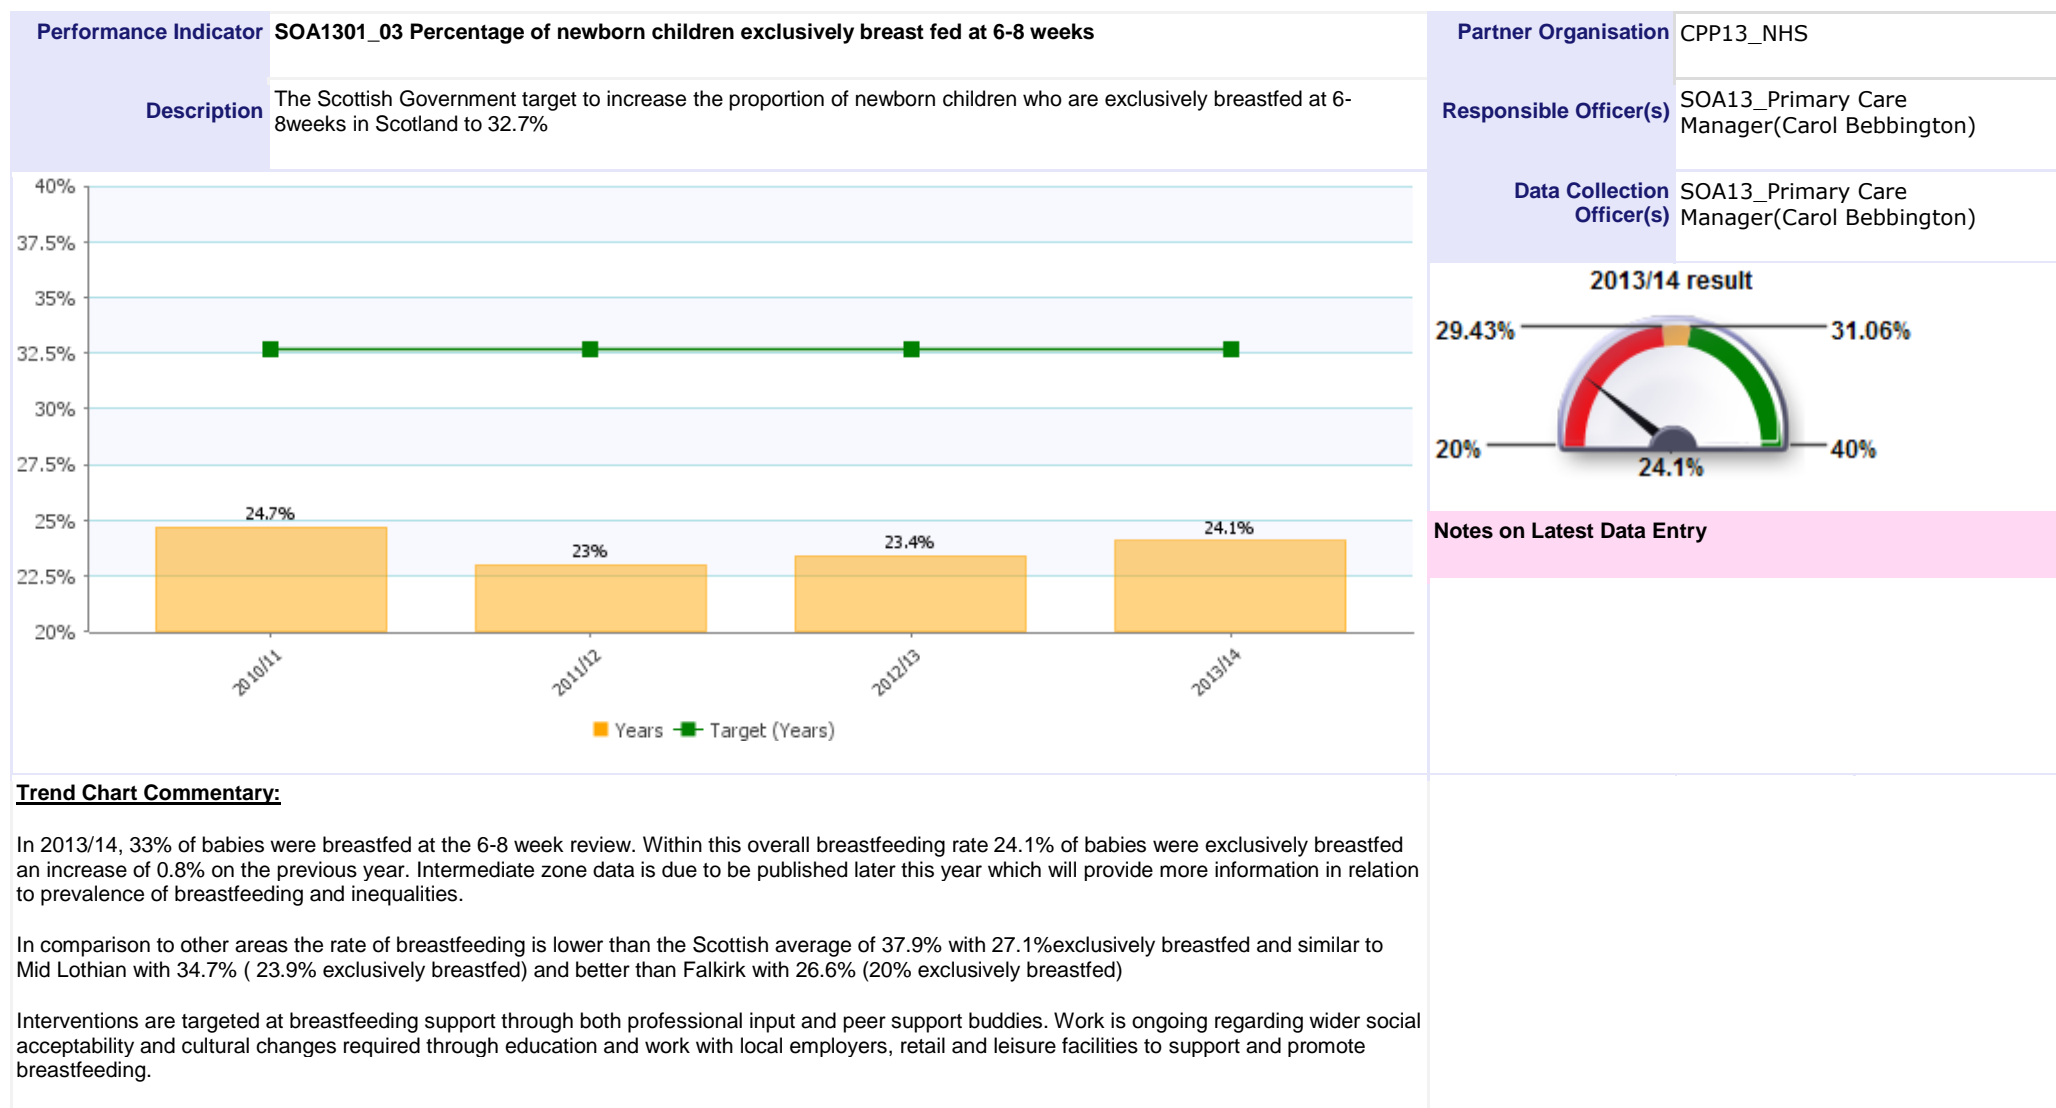 Performance Indicator SOA1301_03 Percentage of newborn children exclusively breast fed at 6-8 weeks
Partner Organisation CPP13_NHS
Description The Scottish Government target to increase the proportion of newborn children who are exclusively breastfed at 6-
8weeks in Scotland to 32.7%
Responsible Officer(s) SOA13_Primary Care
Manager(Carol Bebbington)
Data Collection
Officer(s)
SOA13_Primary Care
Manager(Carol Bebbington)
40%
37.5%
35%
32.5%
30%
27.5%
25%
22.5%
20%
24.7%
23%
23.4%
24.1%
2010/11
2011/12
2012/13
2013/14
Years Target (Years)
2013/14 result
29.43% 31.06%
20% 40%
24.1%
Notes on Latest Data Entry
Trend Chart Commentary:
In 2013/14, 33% of babies were breastfed at the 6-8 week review. Within this overall breastfeeding rate 24.1% of babies were exclusively breastfed
an increase of 0.8% on the previous year. Intermediate zone data is due to be published later this year which will provide more information in relation
to prevalence of breastfeeding and inequalities.
In comparison to other areas the rate of breastfeeding is lower than the Scottish average of 37.9% with 27.1%exclusively breastfed and similar to
Mid Lothian with 34.7% ( 23.9% exclusively breastfed) and better than Falkirk with 26.6% (20% exclusively breastfed)
Interventions are targeted at breastfeeding support through both professional input and peer support buddies. Work is ongoing regarding wider social
acceptability and cultural changes required through education and work with local employers, retail and leisure facilities to support and promote
breastfeeding.